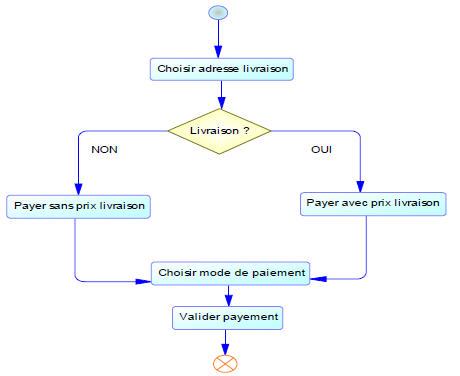 Choisir adresse livraison
Livraison ?
NON
OUI
Payer sans prix livraison
Payer avec prix livraison
Choisir mode de paiement
Valider payement